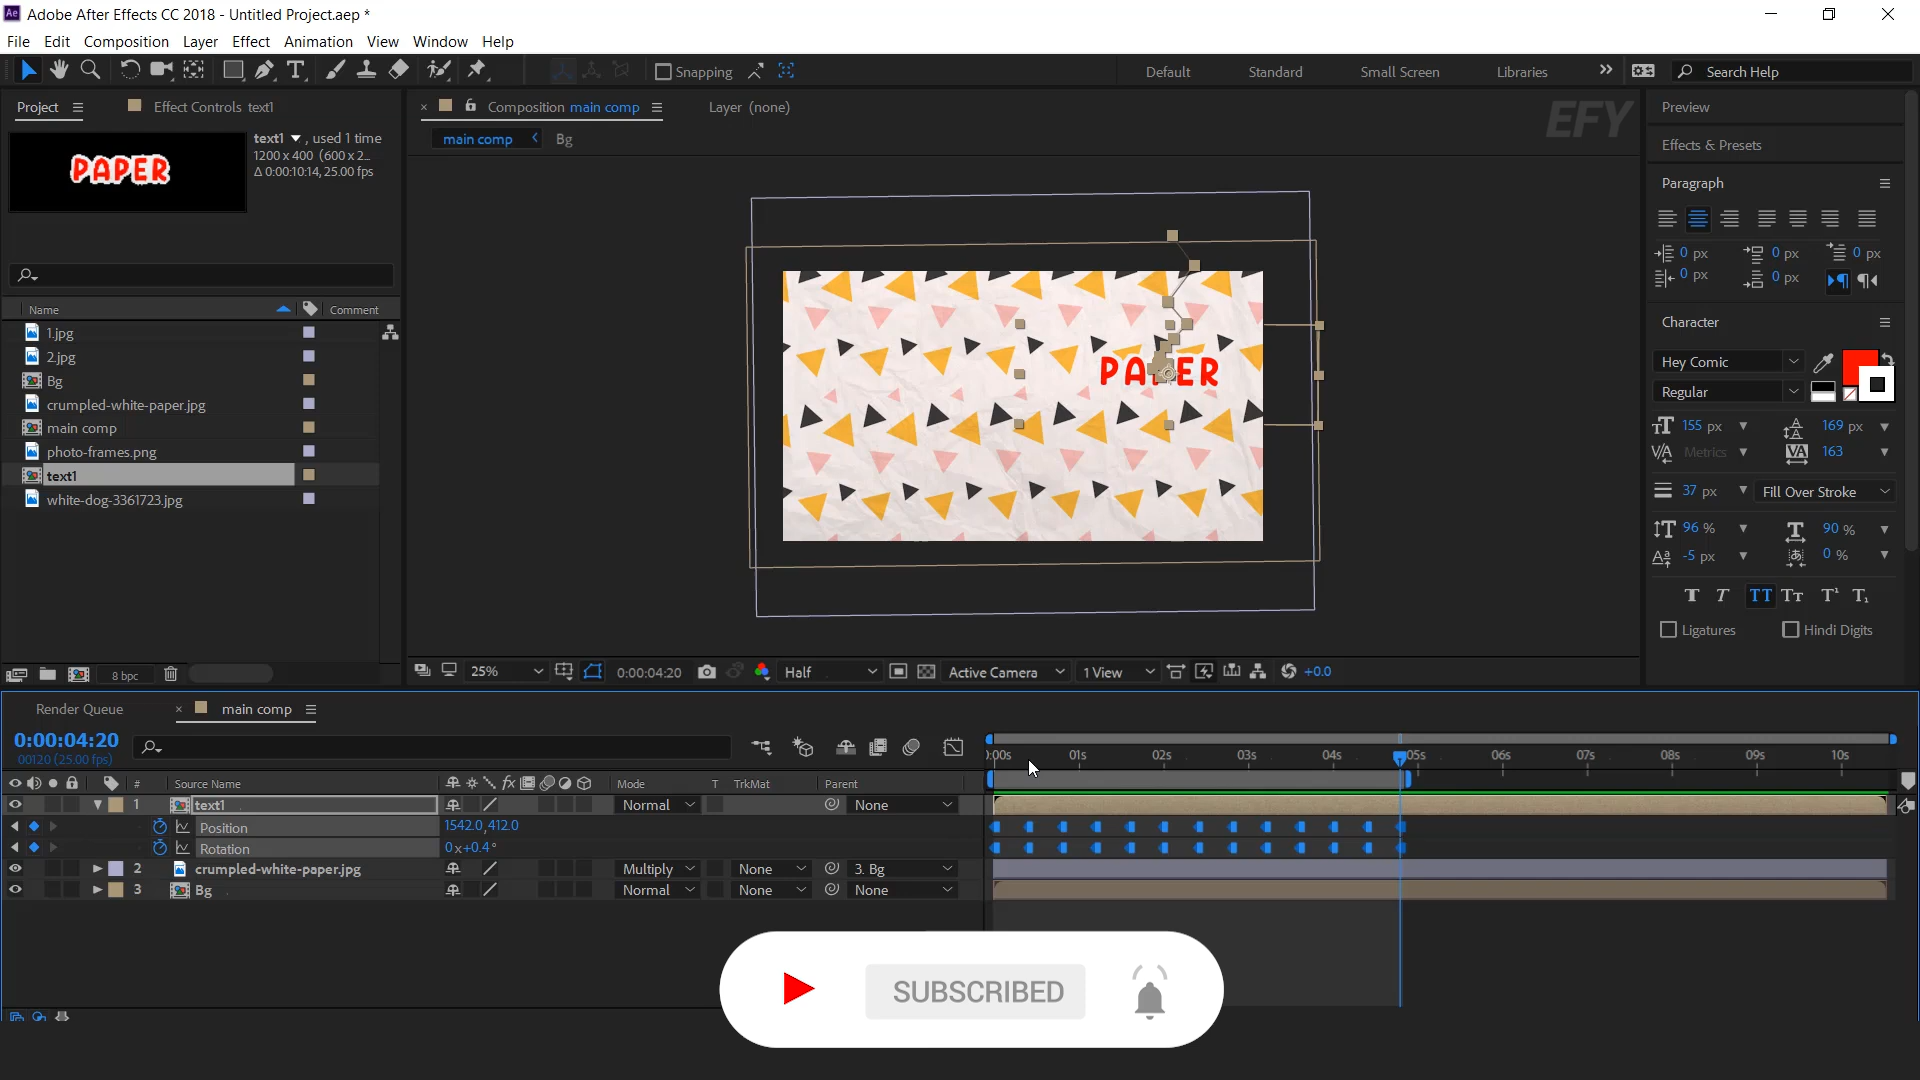 Ae Adobe After Effects CC 2018 - Untitled Project.aep *
File Edit Composition Layer Effect Animation View Window Help
Snapping
Default Standard Small Screen Libraries Search Help
Project Effect Controls text1
Composition main comp
Layer (none)
EFY
main comp Bg
PAPER
text1 , used 1 time
1200 x 400 (600 x 2...
Δ 0:00:10:14, 25.00 fps
Name Comment
1.jpg
2.jpg
Bg
crumpled-white-paper.jpg
main comp
photo-frames.png
text1
white-dog-3361723.jpg
8 bpc
PAPER
25%
0:00:04:20
Half
Active Camera
1 View
+0.0
Preview
Effects & Presets
Paragraph
0 px 0 px 0 px
0 px 0 px
Character
Hey Comic
Regular
155 px 169 px
Metrics 163
37 px Fill Over Stroke
96 % 90 %
-5 px 0 %
T T TT Tт T¹ T₁
Ligatures Hindi Digits
Render Queue main comp
0:00:04:20
00120 (25.00 fps)
01s 02s 03s 04s 05s 06s 07s 08s 09s 10s
# Source Name fx Mode T TrkMat Parent
1 text1 Normal None
Position 1542.0,412.0
Rotation 0x+0.4°
2 crumpled-white-paper.jpg Multiply None 3. Bg
3 Bg Normal None None
SUBSCRIBED